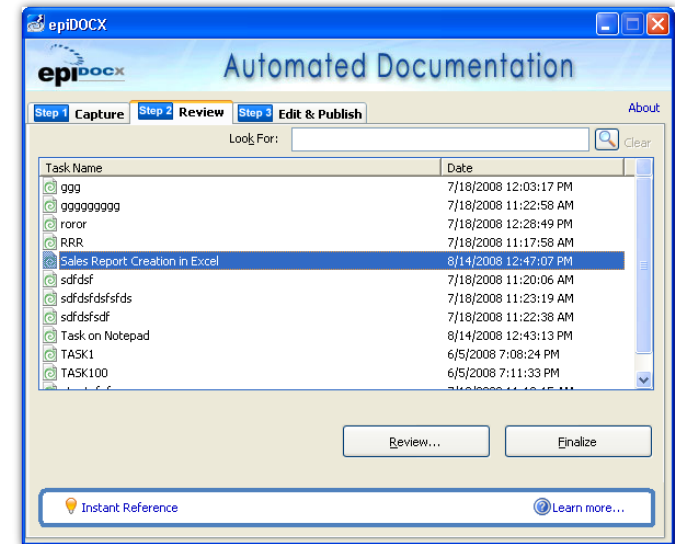 epiDOCX
epiDOCX Automated Documentation
Step 1 Capture Step 2 Review Step 3 Edit & Publish About
Look For: Clear
Task Name Date
ggg 7/18/2008 12:03:17 PM
ggggggggg 7/18/2008 11:22:58 AM
roror 7/18/2008 12:28:49 PM
RRR 7/18/2008 11:17:58 AM
Sales Report Creation in Excel 8/14/2008 12:47:07 PM
sdfdsf 7/18/2008 11:20:06 AM
sdfdsfdsfsfds 7/18/2008 11:23:19 AM
sdfdsfsdf 7/18/2008 11:22:38 AM
Task on Notepad 8/14/2008 12:43:13 PM
TASK1 6/5/2008 7:08:24 PM
TASK100 6/5/2008 7:11:33 PM
Review... Finalize
Instant Reference Learn more...